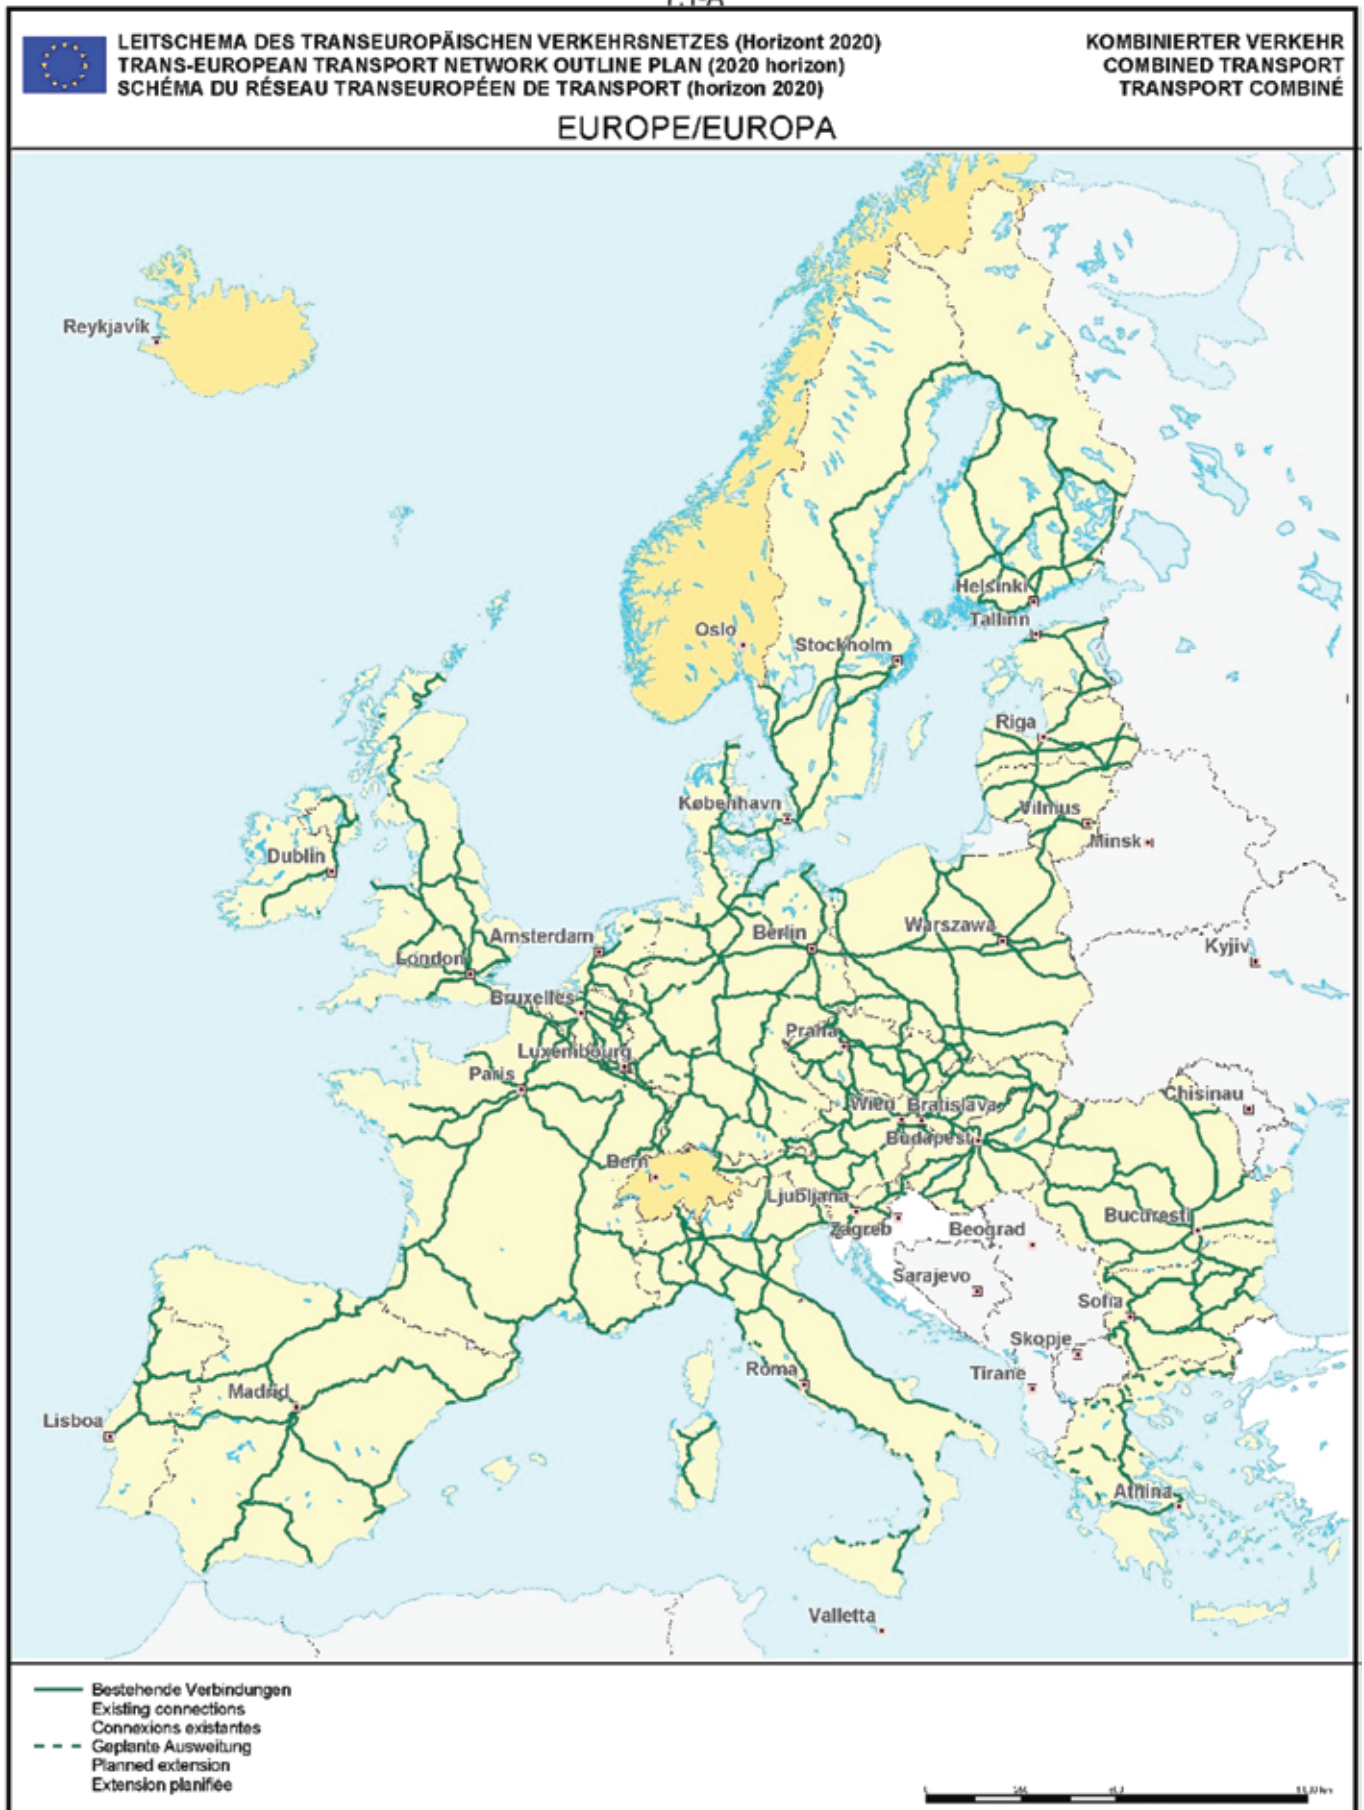 7.1-A
LEITSCHEMA DES TRANSEUROPÄISCHEN VERKEHRSNETZES (Horizont 2020)
TRANS-EUROPEAN TRANSPORT NETWORK OUTLINE PLAN (2020 horizon)
SCHÉMA DU RÉSEAU TRANSEUROPÉEN DE TRANSPORT (horizon 2020)
KOMBINIERTER VERKEHR
COMBINED TRANSPORT
TRANSPORT COMBINÉ
EUROPE/EUROPA
Reykjavík
Helsinki
Tallinn
Oslo
Stockholm
Riga
København
Vilnius
Minsk
Dublin
Amsterdam
Berlin
Warszawa
Kyjiv
London
Bruxelles
Praha
Luxembourg
Paris
Chisinau
Wien
Bratislava
Budapest
Bern
Ljubljana
Zagreb
Beograd
Bucuresti
Sarajevo
Sofia
Skopje
Roma
Tirane
Madrid
Lisboa
Athina
Valletta
Bestehende Verbindungen
Existing connections
Connexions existantes
Geplante Ausweitung
Planned extension
Extension planifiée